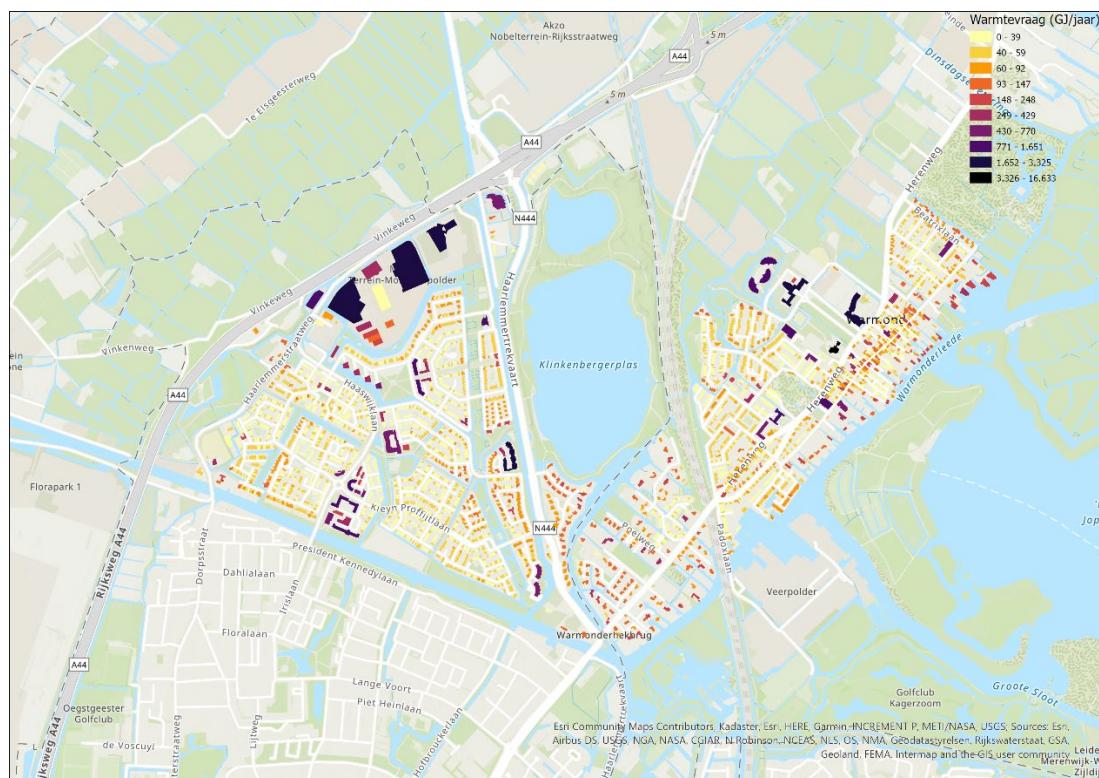 Warmtevraag (GJ/jaar)
0 - 39
40 - 59
60 - 92
93 - 147
148 - 248
249 - 429
430 - 770
771 - 1.651
1.652 - 3.325
3.326 - 16.633
Akzo
Nobelterrein-Rijksstraatweg
5 m
A44
5 m
1e Elsgeesterweg
A44
Herenweg
Vinkeweg
N444
Beatrixlaan
Vinkeweg
Haarlemmertrekvaart
Warmond
Vinkenweg
Haarlemmerstraatweg
Klinkenbergerplas
Warmonderleede
Haaswijklaan
Herenweg
A44
Herenweg
Florapark 1
Kleyn Proffijtlaan
Poelweg
N444
Rijksweg A44
Dorpsstraat
President Kennedylaan
Padoxlaan
Dahlialaan
Irislaan
Veerpolder
Floralaan
Warmonderhekbrug
A44
Lange Voort
Piet Heinlaan
Groote Sloot
Golfclub
Kagerzoom
Oegstgeester
Golfclub
de Voscuyl
Lijtweg
Hofbrouckerlaan
Esri Community Maps Contributors, Kadaster, Esri, HERE, Garmin, INCREMENT P, METI/NASA, USGS; Sources: Esri,
Airbus DS, USGS, NGA, NASA, CGIAR, N Robinson, NCEAS, NLS, OS, NMA, Geodatastyrelsen, Rijkswaterstaat, GSA,
Geoland, FEMA, Intermap and the GIS user community